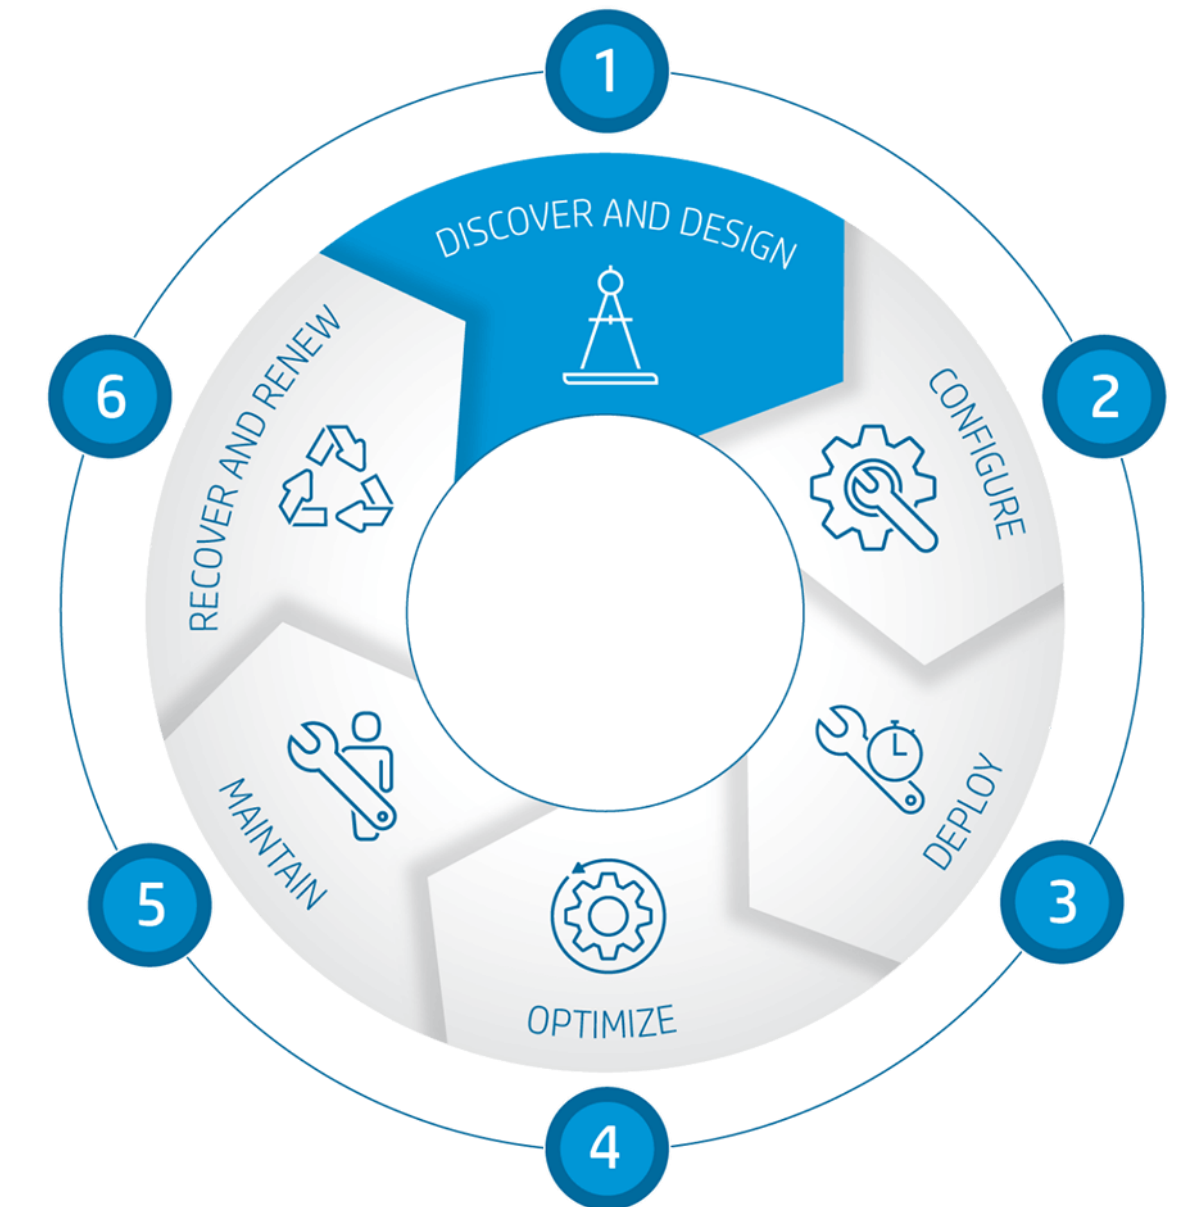 1
DISCOVER AND DESIGN
2
CONFIGURE
3
DEPLOY
4
OPTIMIZE
5
MAINTAIN
6
RECOVER AND RENEW